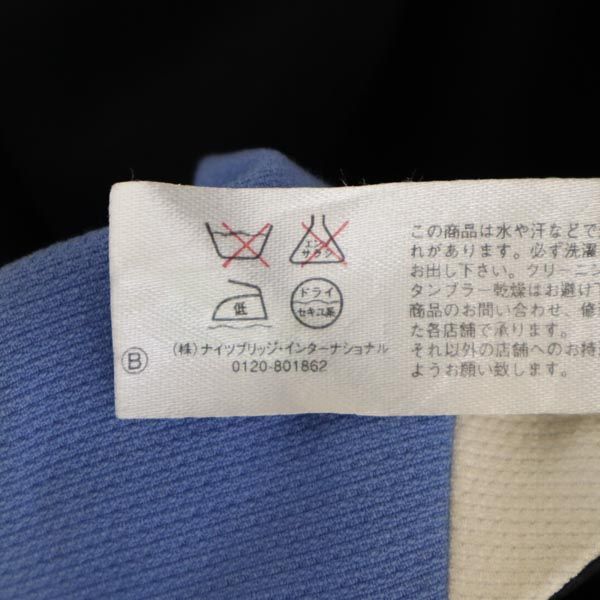 エンソ
サラシ
低
ドライ
セキユ系
B
(株)ナイツブリッジ・インターナショナル
0120-801862
この商品は水や汗などで
れがあります。必ず洗濯
お出し下さい。クリーニン
タンブラー乾燥はお避け下
商品のお問い合わせ、修
た各店舗で承ります。
それ以外の店舗へのお持
ようお願い致します。